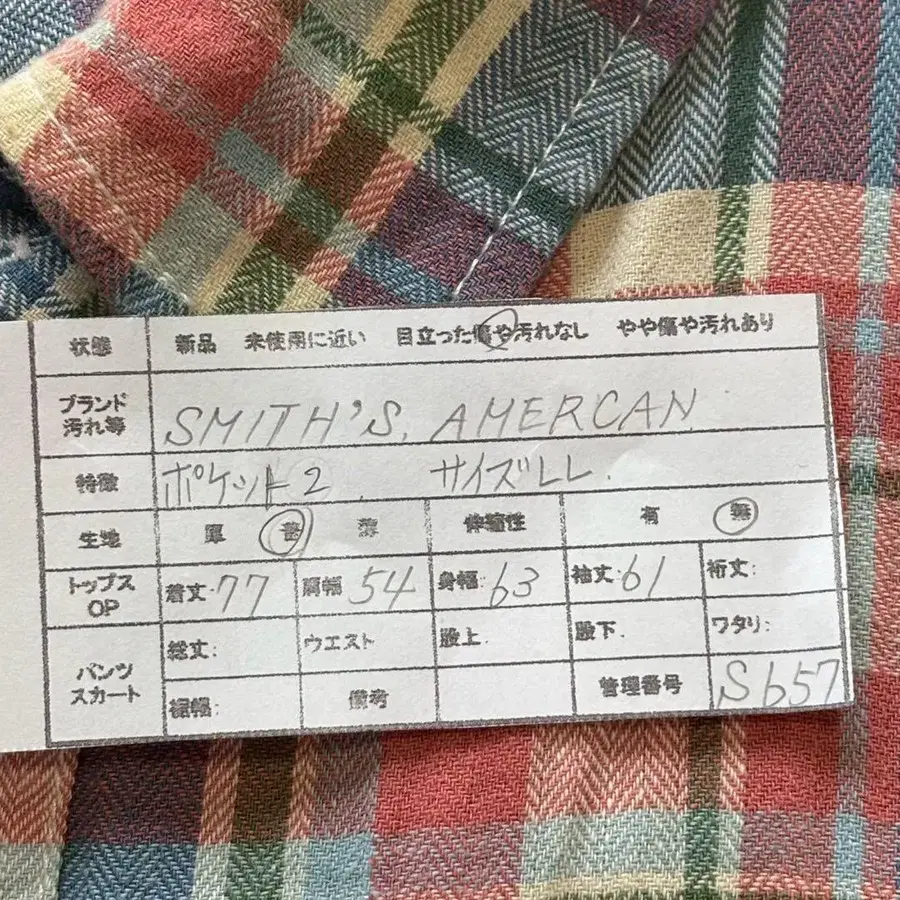 状態 新品 未使用に近い 目立った傷や汚れなし やや傷や汚れあり
ブランド
汚れ等 SMITH'S. AMERCAN
特徴 ポケット2. サイズLL.
生地 厚 普 薄 伸縮性 有 無
トップス
OP 着丈:77 肩幅 54 身幅:63 袖丈:61 裄丈:
パンツ
スカート 総丈: ウエスト 股上. 股下. ワタリ:
裾幅: 備考 管理番号 S657